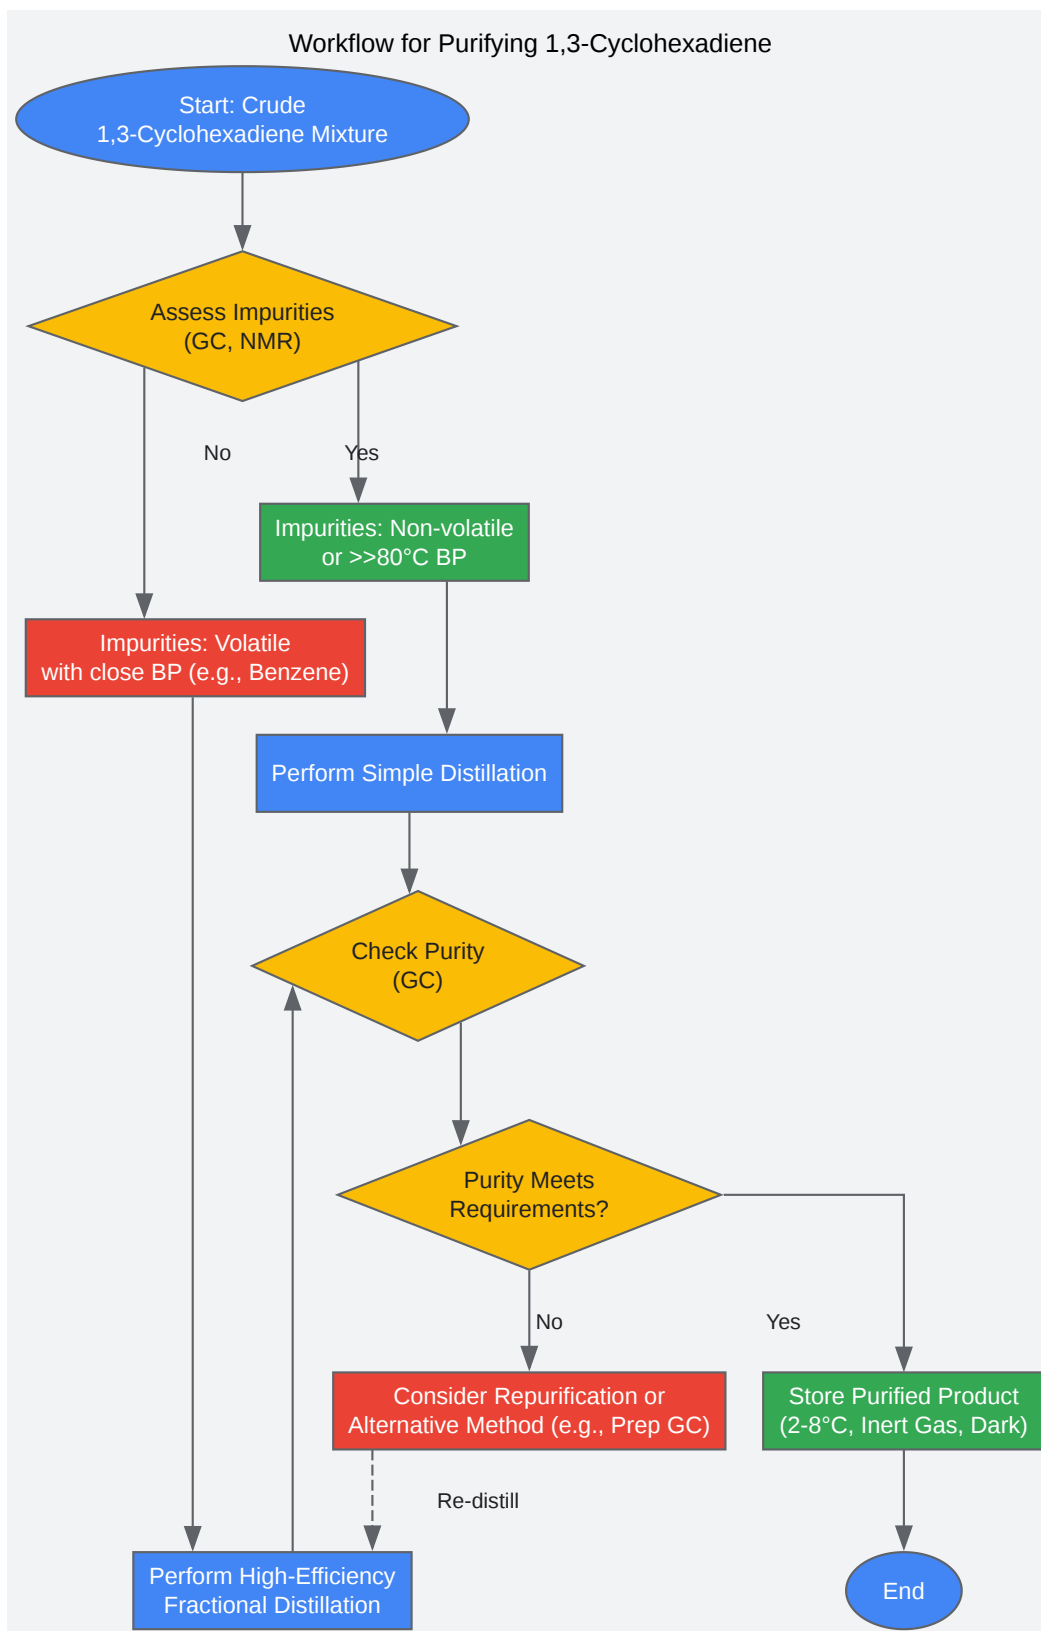 Workflow for Purifying 1,3-Cyclohexadiene
Start: Crude
1,3-Cyclohexadiene Mixture
Assess Impurities
(GC, NMR)
No
Yes
Impurities: Non-volatile
or >>80°C BP
Impurities: Volatile
with close BP (e.g., Benzene)
Perform Simple Distillation
Check Purity
(GC)
Purity Meets
Requirements?
No
Yes
Consider Repurification or
Alternative Method (e.g., Prep GC)
Store Purified Product
(2-8°C, Inert Gas, Dark)
Re-distill
Perform High-Efficiency
Fractional Distillation
End